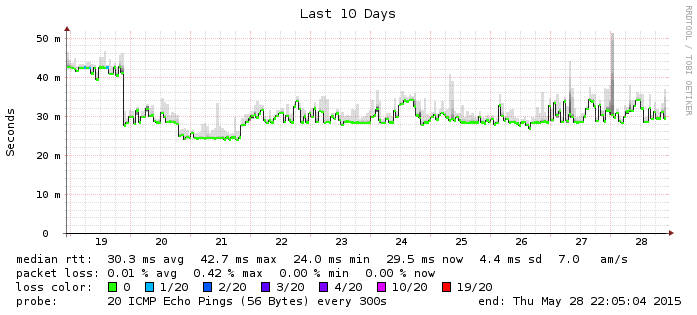 Last 10 Days
RRDTOOL / TOBI OETIKER
Seconds
50 m
40 m
30 m
20 m
10 m
0
19 20 21 22 23 24 25 26 27 28
median rtt: 30.3 ms avg 42.7 ms max 24.0 ms min 29.5 ms now 4.4 ms sd 7.0 am/s
packet loss: 0.01 % avg 0.42 % max 0.00 % min 0.00 % now
loss color: 0 1/20 2/20 3/20 4/20 10/20 19/20
probe: 20 ICMP Echo Pings (56 Bytes) every 300s end: Thu May 28 22:05:04 2015